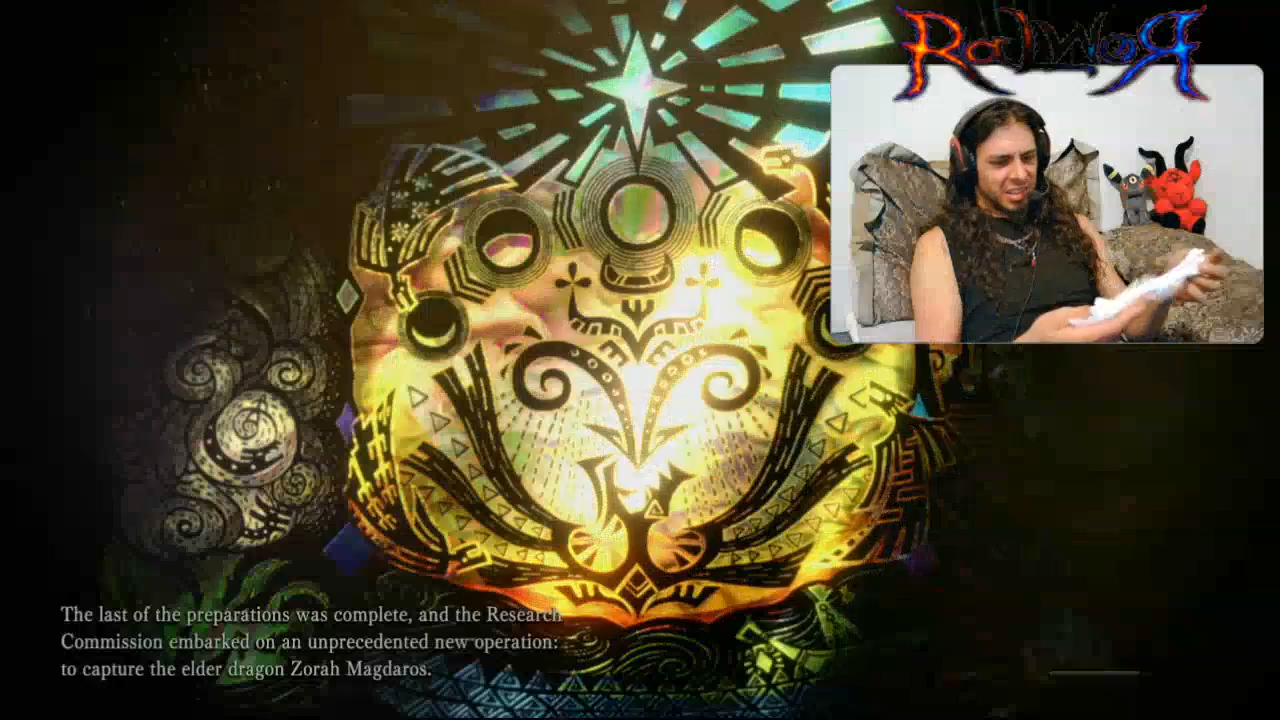 RalwoR
The last of the preparations was complete, and the Research
Commission embarked on an unprecedented new operation:
to capture the elder dragon Zorah Magdaros.